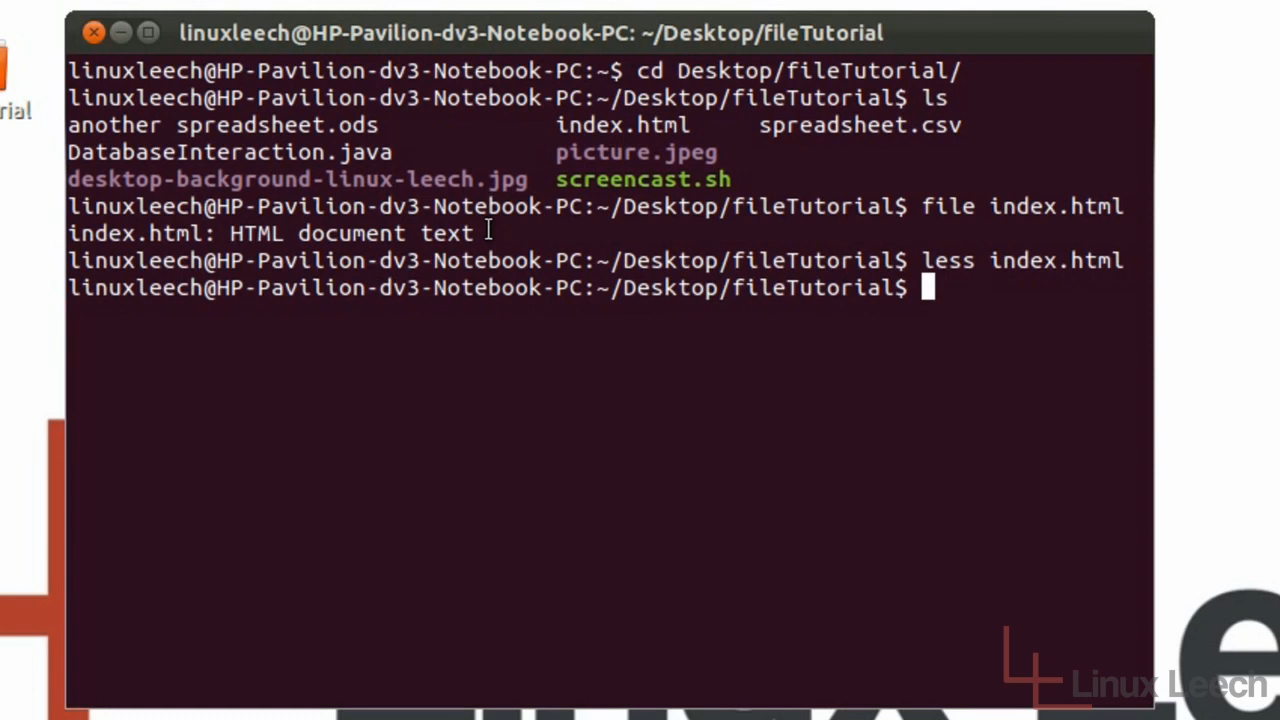 linuxleech@HP-Pavilion-dv3-Notebook-PC: ~/Desktop/fileTutorial
linuxleech@HP-Pavilion-dv3-Notebook-PC:~$ cd Desktop/fileTutorial/
linuxleech@HP-Pavilion-dv3-Notebook-PC:~/Desktop/fileTutorial$ ls
another spreadsheet.ods index.html spreadsheet.csv
DatabaseInteraction.java picture.jpeg
desktop-background-linux-leech.jpg screencast.sh
linuxleech@HP-Pavilion-dv3-Notebook-PC:~/Desktop/fileTutorial$ file index.html
index.html: HTML document text
linuxleech@HP-Pavilion-dv3-Notebook-PC:~/Desktop/fileTutorial$ less index.html
linuxleech@HP-Pavilion-dv3-Notebook-PC:~/Desktop/fileTutorial$
rial
Linux Leech